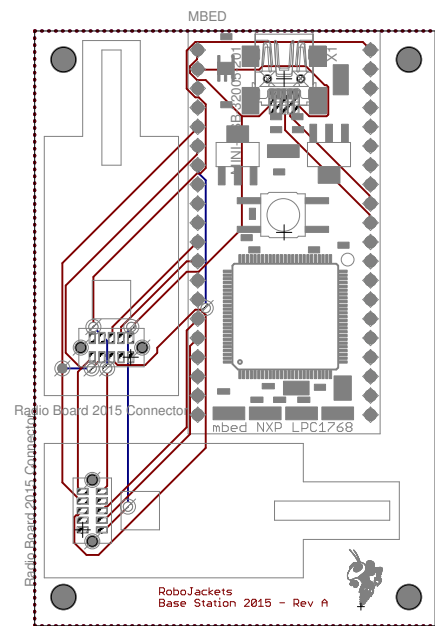 MBED
X1
Radio Board 2015 Connector
Radio Board 2015 Connector
mbed NXP LPC1768
RoboJackets
Base Station 2015 - Rev A